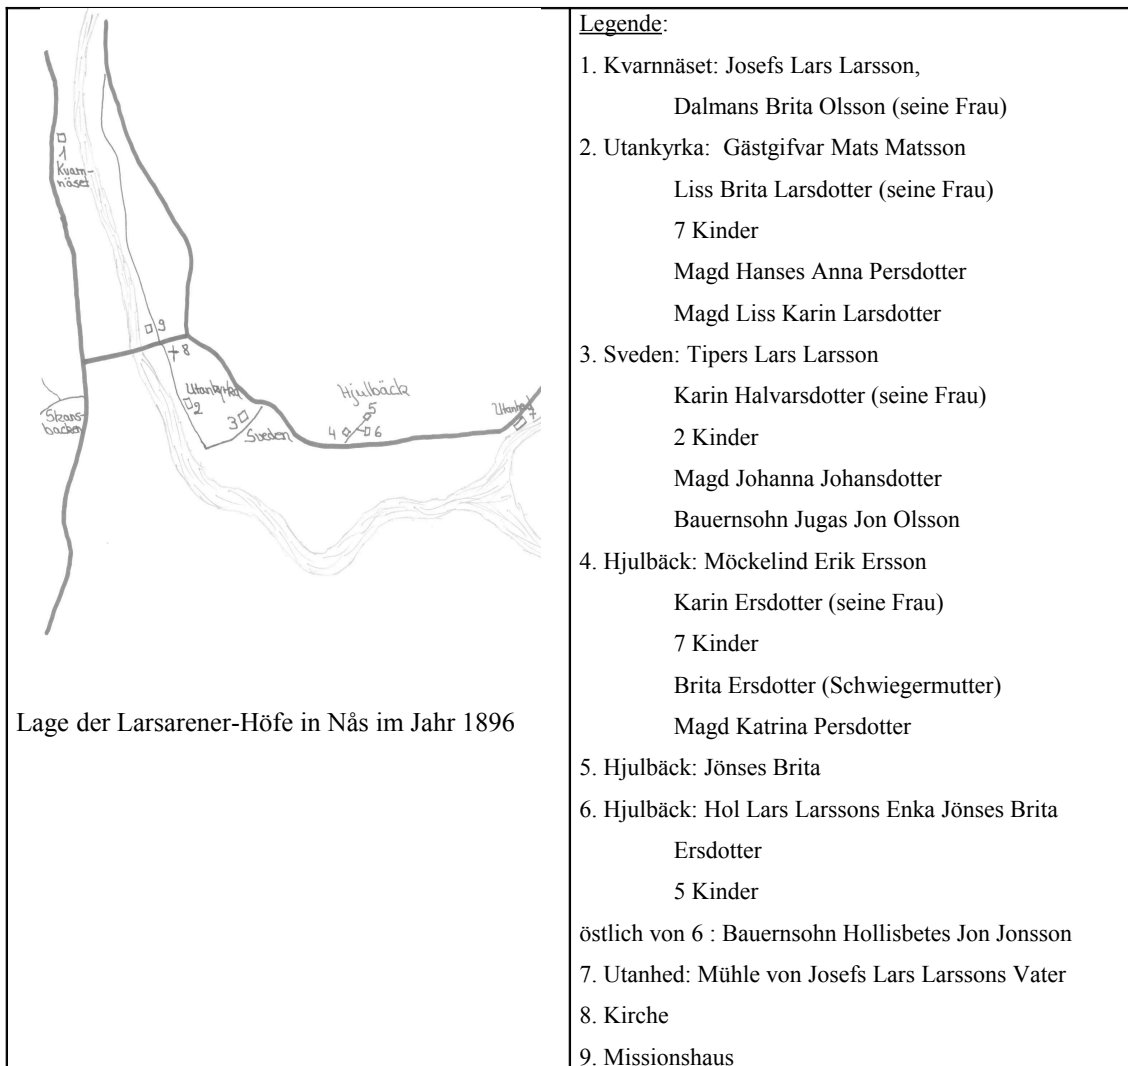 1
Kvarn-
näset
9
8
Utankyrka
2
3
Sveden
Hjulbäck
5
4
6
Utanhed
7
Skans-
backen
Lage der Larsarener-Höfe in Nås im Jahr 1896
Legende:
1. Kvarnnäset: Josefs Lars Larsson,
Dalmans Brita Olsson (seine Frau)
2. Utankyrka: Gästgifvar Mats Matsson
Liss Brita Larsdotter (seine Frau)
7 Kinder
Magd Hanses Anna Persdotter
Magd Liss Karin Larsdotter
3. Sveden: Tipers Lars Larsson
Karin Halvarsdotter (seine Frau)
2 Kinder
Magd Johanna Johansdotter
Bauernsohn Jugas Jon Olsson
4. Hjulbäck: Möckelind Erik Ersson
Karin Ersdotter (seine Frau)
7 Kinder
Brita Ersdotter (Schwiegermutter)
Magd Katrina Persdotter
5. Hjulbäck: Jönses Brita
6. Hjulbäck: Hol Lars Larssons Enka Jönses Brita
Ersdotter
5 Kinder
östlich von 6 : Bauernsohn Hollisbetes Jon Jonsson
7. Utanhed: Mühle von Josefs Lars Larssons Vater
8. Kirche
9. Missionshaus